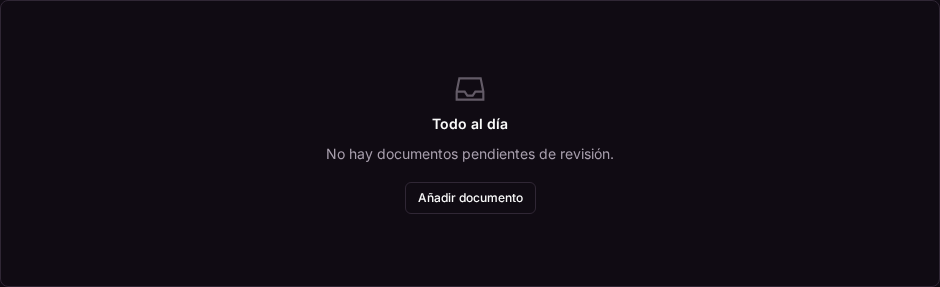 Todo al día
No hay documentos pendientes de revisión.
Añadir documento